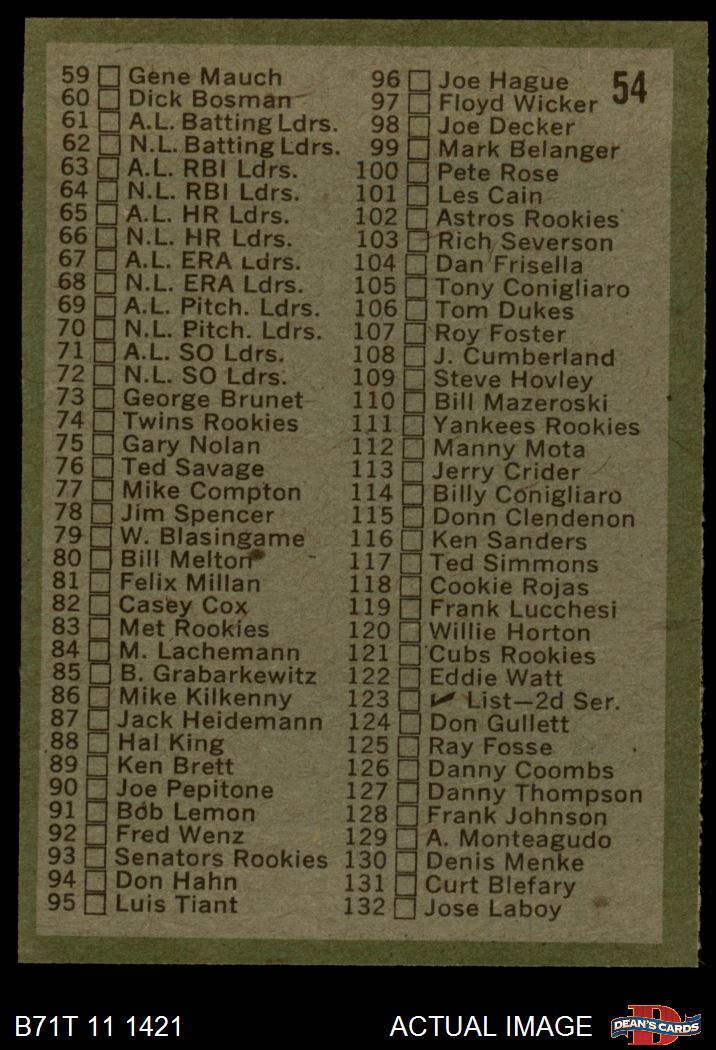 54
59 Gene Mauch
60 Dick Bosman
61 A.L. Batting Ldrs.
62 N.L. Batting Ldrs.
63 A.L. RBI Ldrs.
64 N.L. RBI Ldrs.
65 A.L. HR Ldrs.
66 N.L. HR Ldrs.
67 A.L. ERA Ldrs.
68 N.L. ERA Ldrs.
69 A.L. Pitch. Ldrs.
70 N.L. Pitch. Ldrs.
71 A.L. SO Ldrs.
72 N.L. SO Ldrs.
73 George Brunet
74 Twins Rookies
75 Gary Nolan
76 Ted Savage
77 Mike Compton
78 Jim Spencer
79 W. Blasingame
80 Bill Melton
81 Felix Millan
82 Casey Cox
83 Met Rookies
84 M. Lachemann
85 B. Grabarkewitz
86 Mike Kilkenny
87 Jack Heidemann
88 Hal King
89 Ken Brett
90 Joe Pepitone
91 Bob Lemon
92 Fred Wenz
93 Senators Rookies
94 Don Hahn
95 Luis Tiant
96 Joe Hague
97 Floyd Wicker
98 Joe Decker
99 Mark Belanger
100 Pete Rose
101 Les Cain
102 Astros Rookies
103 Rich Severson
104 Dan Frisella
105 Tony Conigliaro
106 Tom Dukes
107 Roy Foster
108 J. Cumberland
109 Steve Hovley
110 Bill Mazeroski
111 Yankees Rookies
112 Manny Mota
113 Jerry Crider
114 Billy Conigliaro
115 Donn Clendenon
116 Ken Sanders
117 Ted Simmons
118 Cookie Rojas
119 Frank Lucchesi
120 Willie Horton
121 Cubs Rookies
122 Eddie Watt
123 ✔ List—2d Ser.
124 Don Gullett
125 Ray Fosse
126 Danny Coombs
127 Danny Thompson
128 Frank Johnson
129 A. Monteagudo
130 Denis Menke
131 Curt Blefary
132 Jose Laboy
B71T 11 1421
ACTUAL IMAGE
D
DEAN'S CARDS